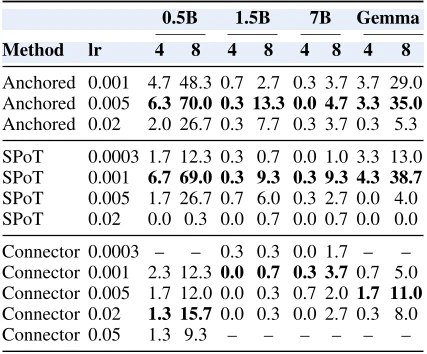 0.5B 1.5B 7B Gemma
Method lr 4 8 4 8 4 8 4 8
Anchored 0.001 4.7 48.3 0.7 2.7 0.3 3.7 3.7 29.0
Anchored 0.005 6.3 70.0 0.3 13.3 0.0 4.7 3.3 35.0
Anchored 0.02 2.0 26.7 0.3 7.7 0.3 3.7 0.3 5.3
SPoT 0.0003 1.7 12.3 0.3 0.7 0.0 1.0 3.3 13.0
SPoT 0.001 6.7 69.0 0.3 9.3 0.3 9.3 4.3 38.7
SPoT 0.005 1.7 26.7 0.7 6.0 0.3 2.7 0.0 4.0
SPoT 0.02 0.0 0.3 0.0 0.7 0.0 0.7 0.0 0.0
Connector 0.0003 – – 0.3 0.3 0.0 1.7 – –
Connector 0.001 2.3 12.3 0.0 0.7 0.3 3.7 0.7 5.0
Connector 0.005 1.7 12.0 0.0 0.3 0.7 2.0 1.7 11.0
Connector 0.02 1.3 15.7 0.0 0.3 0.0 2.7 0.3 8.0
Connector 0.05 1.3 9.3 – – – – – –